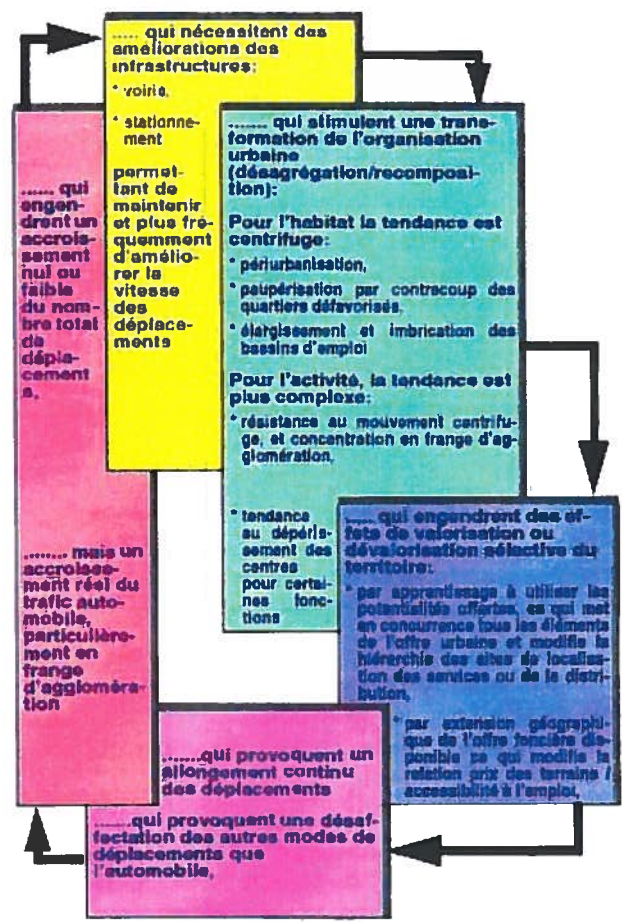 ..... qui nécessitent des
améliorations des
infrastructures:
* voirie,
* stationne-
ment
permet-
tant de
maintenir
et plus fré-
quemment
d'amélio-
rer la
vitesse
des
déplace-
ments
....... qui stimulent une trans-
formation de l'organisation
urbaine
(désagrégation/recomposi-
tion):
Pour l'habitat la tendance est
centrifuge:
* périurbanisation,
* paupérisation par contrecoup des
quartiers défavorisés,
* élargissement et imbrication des
bassins d'emploi
Pour l'activité, la tendance est
plus complexe:
* résistance au mouvement centrifu-
ge, et concentration en frange d'ag-
glomération,
* tendance
au dépéris-
sement des
centres
pour certai-
nes fonc-
tions
...... qui engendrent des ef-
fets de valorisation ou
dévalorisation sélective du
territoire:
* par apprentissage à utiliser les
potentialités offertes, ce qui met
en concurrence tous les éléments
de l'offre urbaine et modifie la
hiérarchie des sites de localisa-
tion des services ou de la distri-
bution,
* par extension géographi-
que de l'offre foncière dis-
ponible ce qui modifie la
relation prix des terrains /
accessibilité à l'emploi,
.......qui provoquent un
allongement continu
des déplacements
...qui provoquent une désaf-
fectation des autres modes de
déplacements que
l'automobile,
...... qui
engen-
drent un
accrois-
sement
nul ou
faible
du nom-
bre total
de
dépla-
cement
s,
........ mais un
accroisse-
ment réel du
trafic auto-
mobile,
particulière-
ment en
frange
d'aggloméra-
tion